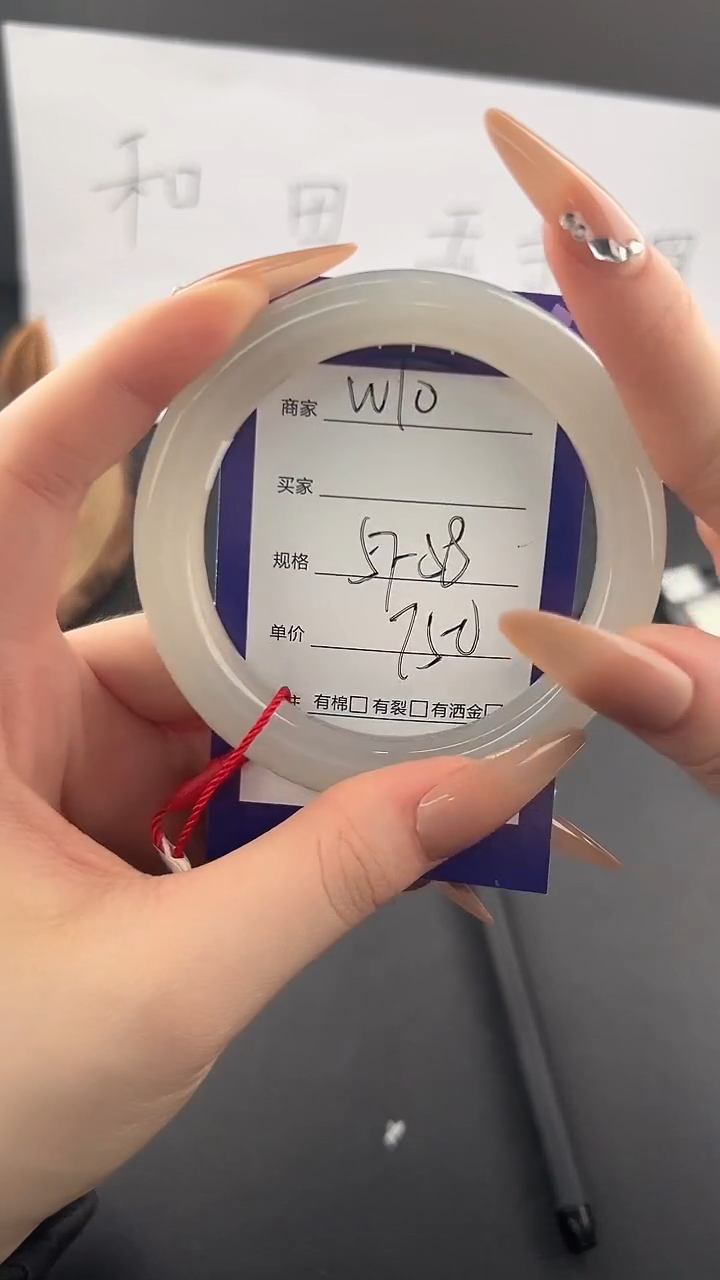 和田玉
商家 W10
买家
规格 57-58
单价 750
有棉□ 有裂□ 有洒金□